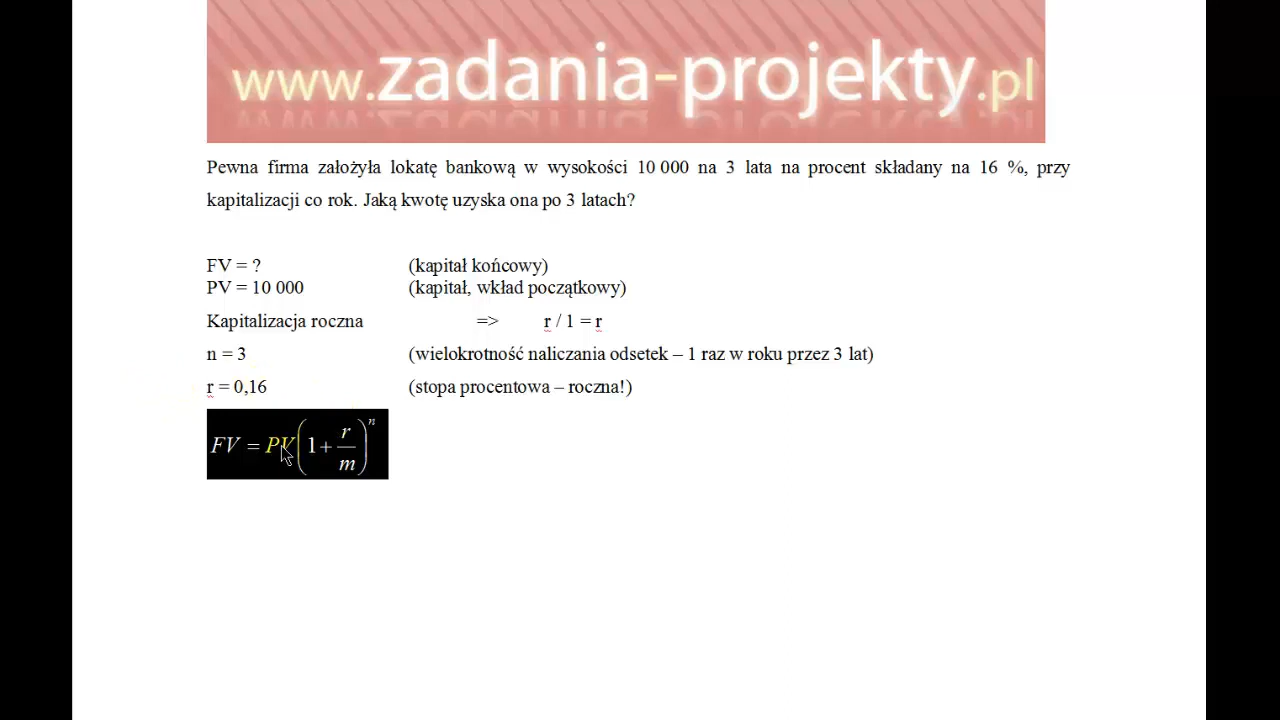 www.zadania-projekty.pl
Pewna firma założyła lokatę bankową w wysokości 10 000 na 3 lata na procent składany na 16 %, przy
kapitalizacji co rok. Jaką kwotę uzyska ona po 3 latach?
FV = ? (kapitał końcowy)
PV = 10 000 (kapitał, wkład początkowy)
Kapitalizacja roczna => r / 1 = r
n = 3 (wielokrotność naliczania odsetek – 1 raz w roku przez 3 lat)
r = 0,16 (stopa procentowa – roczna!)
FV = PV(1 + r/m)^n